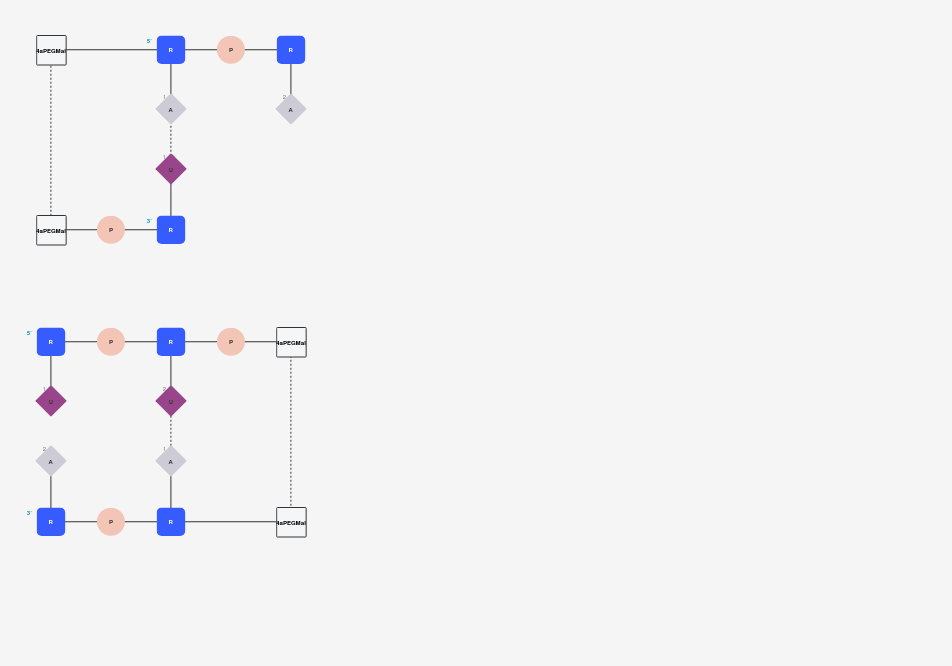 5' R P R
4aPEGMal
1 A 2 A
1 U
3'
4aPEGMal P R
5' R P R P 4aPEGMal
1 U 2 U
2 A 1 A
3' R P R 4aPEGMal